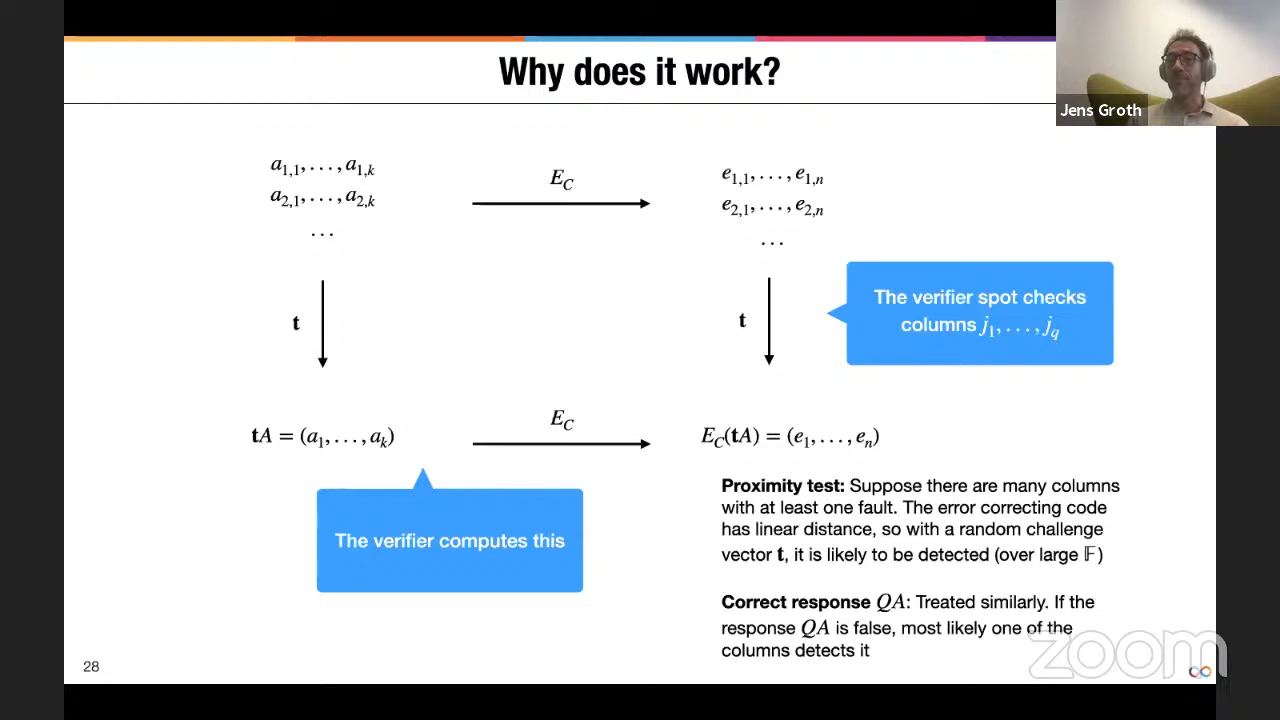 Why does it work?
Jens Groth
a_{1,1}, . . . , a_{1,k}
E_C
e_{1,1}, . . . , e_{1,n}
a_{2,1}, . . . , a_{2,k}
e_{2,1}, . . . , e_{2,n}
. . .
. . .
The verifier spot checks
columns j_1, . . . , j_q
t
t
E_C
tA = (a_1, . . . , a_k)
E_C(tA) = (e_1, . . . , e_n)
The verifier computes this
Proximity test: Suppose there are many columns
with at least one fault. The error correcting code
has linear distance, so with a random challenge
vector t, it is likely to be detected (over large 𝔽)
Correct response QA: Treated similarly. If the
response QA is false, most likely one of the
columns detects it
zoom
28